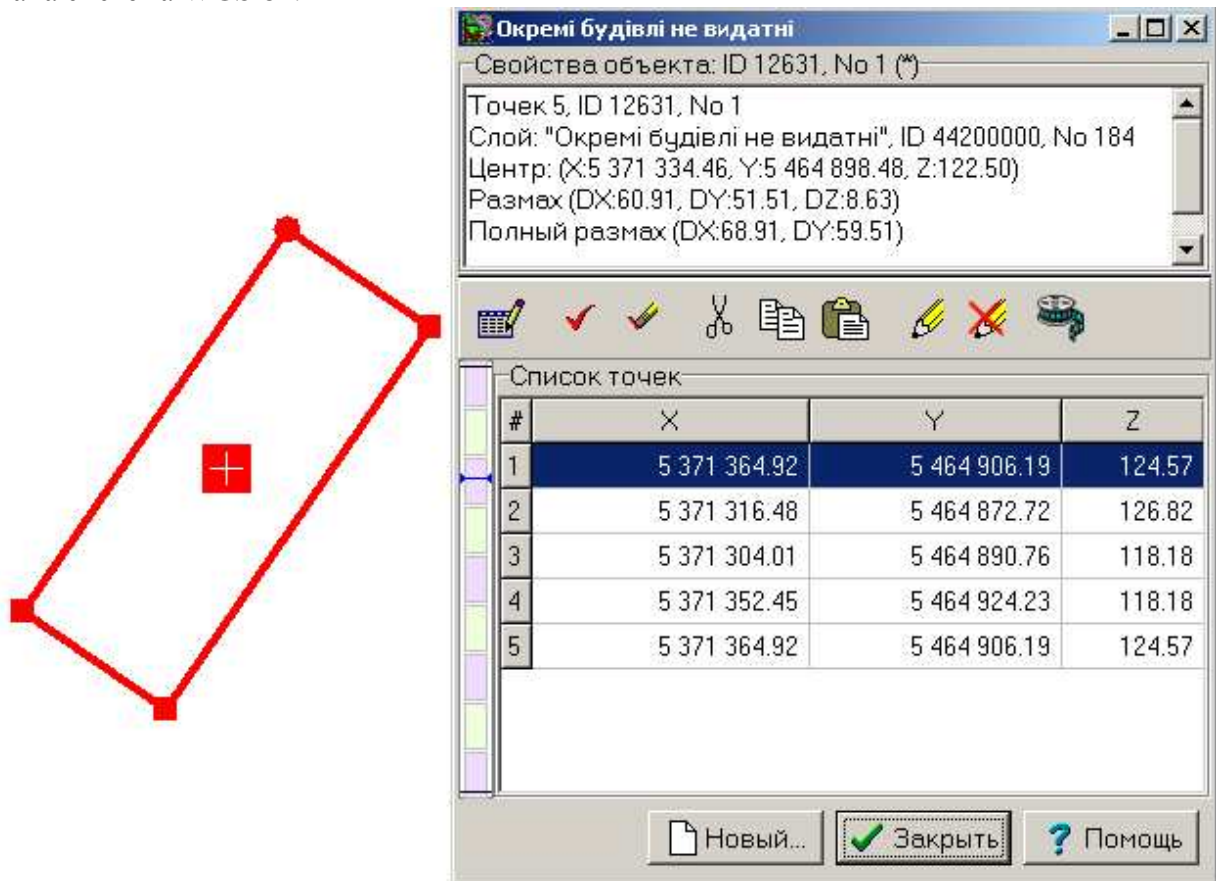 Окремі будівлі не видатні
Свойства объекта: ID 12631, No 1 (*)
Точек 5, ID 12631, No 1
Слой: "Окремі будівлі не видатні", ID 44200000, No 184
Центр: (X:5 371 334.46, Y:5 464 898.48, Z:122.50)
Размах (DX:60.91, DY:51.51, DZ:8.63)
Полный размах (DX:68.91, DY:59.51)
Список точек
# X Y Z
1 5 371 364.92 5 464 906.19 124.57
2 5 371 316.48 5 464 872.72 126.82
3 5 371 304.01 5 464 890.76 118.18
4 5 371 352.45 5 464 924.23 118.18
5 5 371 364.92 5 464 906.19 124.57
Новый... Закрыть Помощь